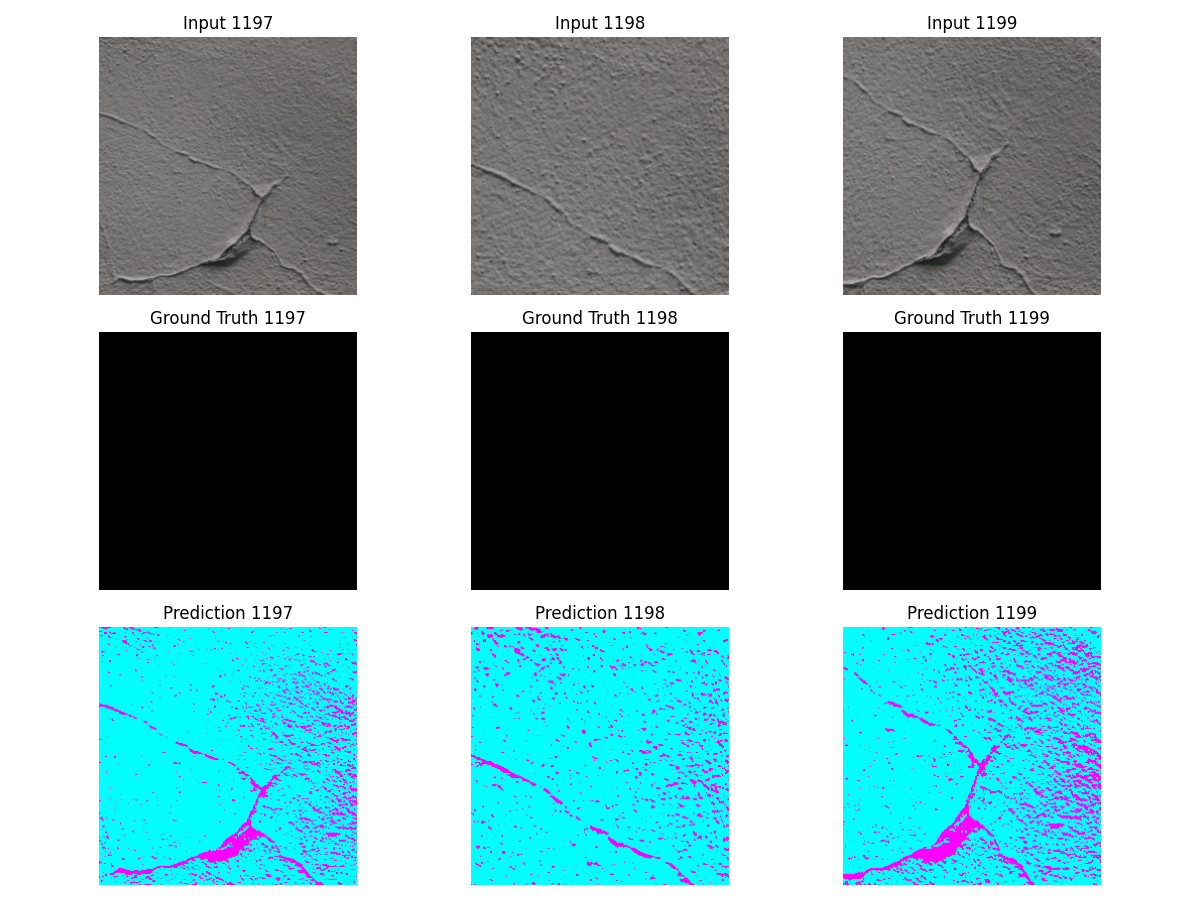 Input 1197
Input 1198
Input 1199
Ground Truth 1197
Ground Truth 1198
Ground Truth 1199
Prediction 1197
Prediction 1198
Prediction 1199